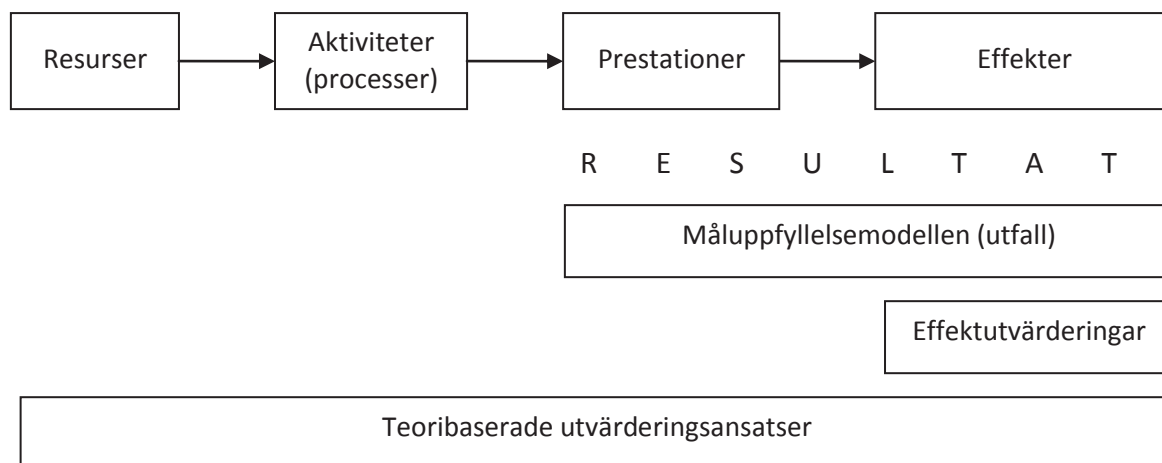 Resurser
Aktiviteter
(processer)
Prestationer
Effekter
R E S U L T A T
Måluppfyllelsemodellen (utfall)
Effektutvärderingar
Teoribaserade utvärderingsansatser